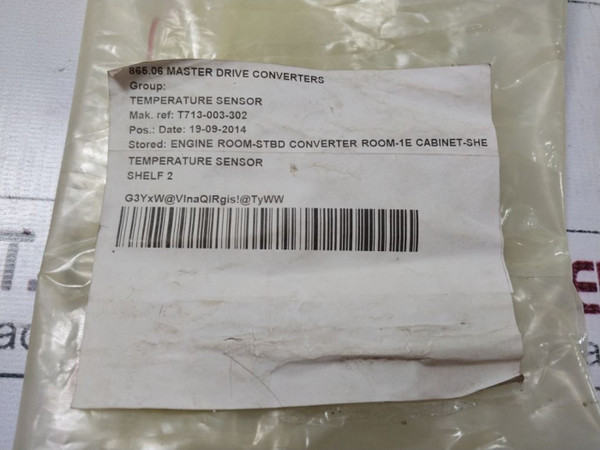 865.06 MASTER DRIVE CONVERTERS
Group:
TEMPERATURE SENSOR
Mak. ref: T713-003-302
Pos.: Date: 19-09-2014
Stored: ENGINE ROOM-STBD CONVERTER ROOM-1E CABINET-SHE
TEMPERATURE SENSOR
SHELF 2
G3YxW@VInaQIRgis!@TyWW